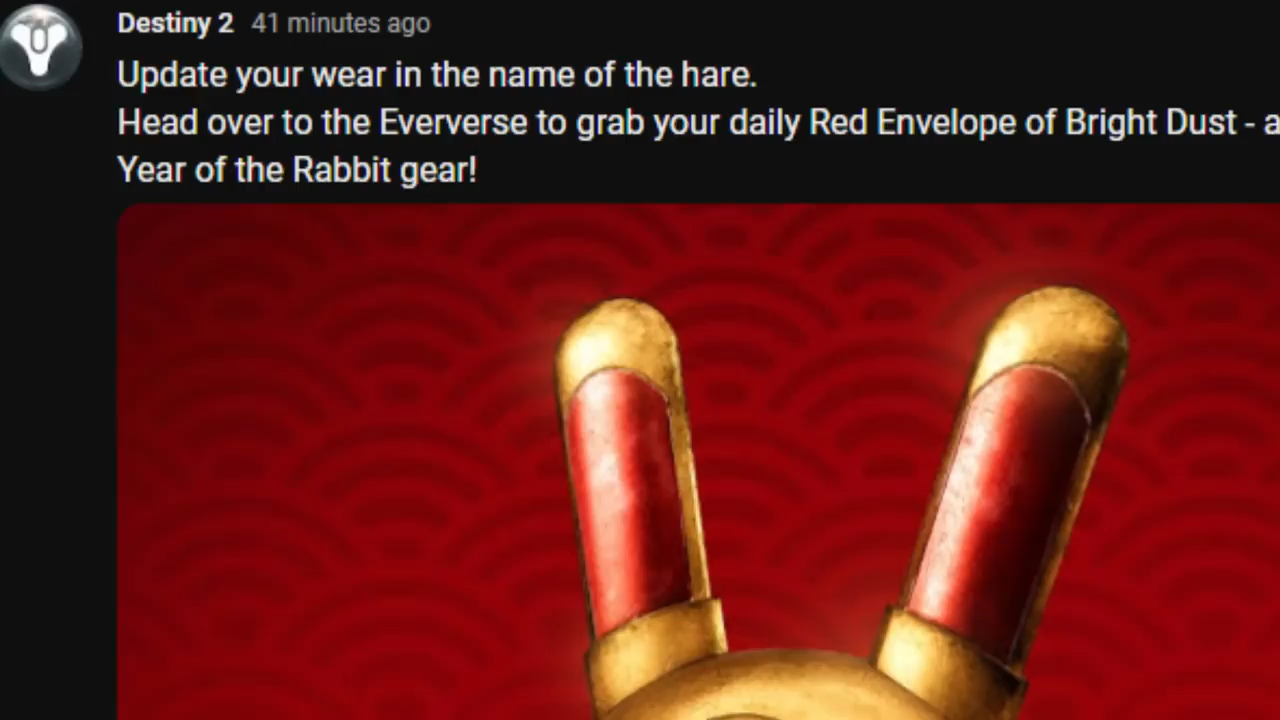 Destiny 2 41 minutes ago
Update your wear in the name of the hare.
Head over to the Eververse to grab your daily Red Envelope of Bright Dust - a
Year of the Rabbit gear!